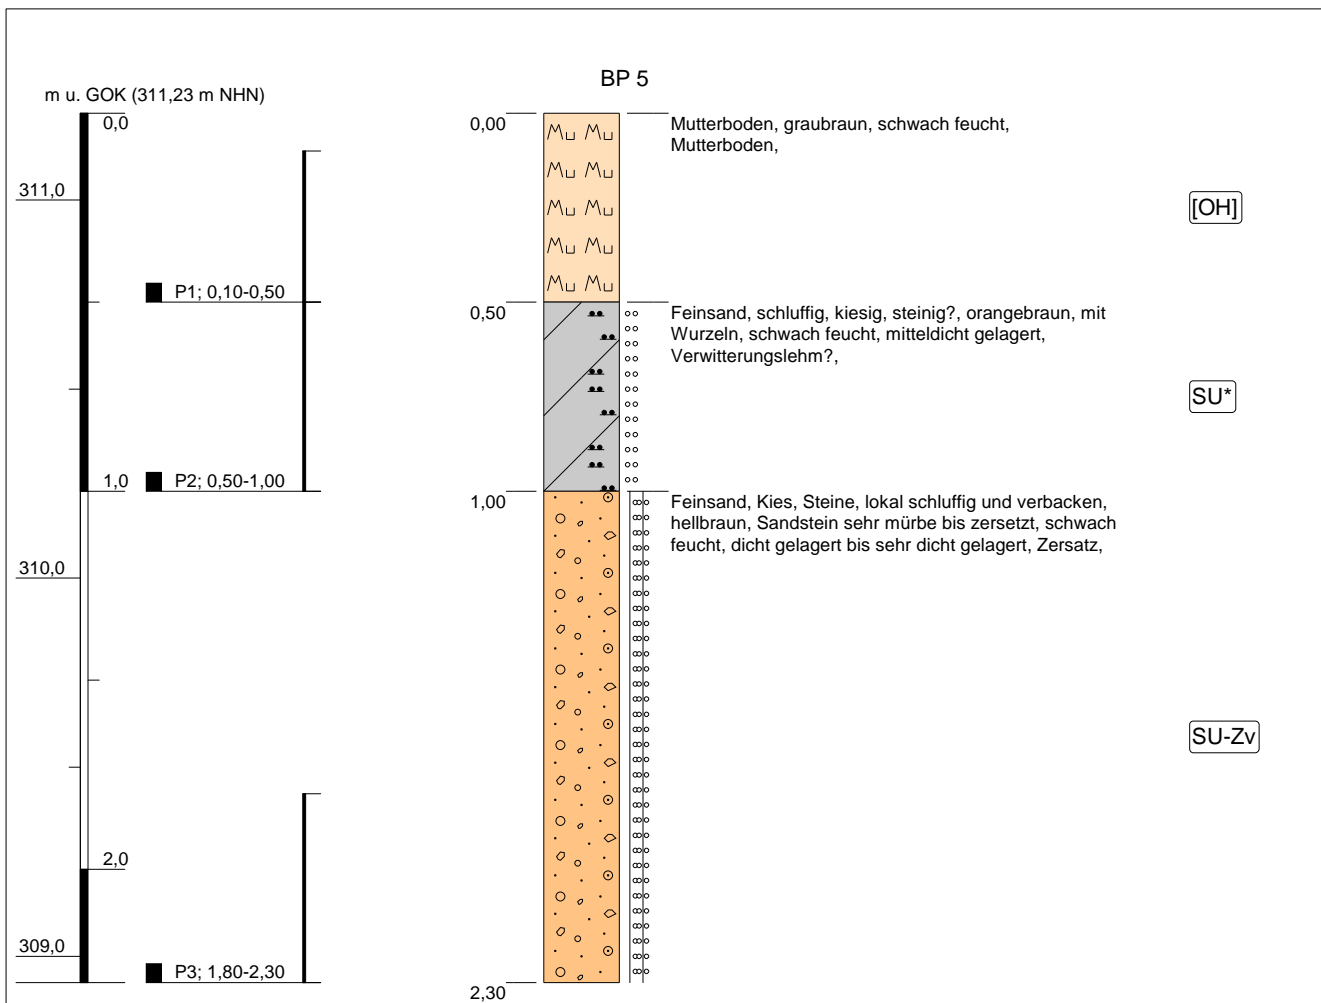 BP 5
m u. GOK (311,23 m NHN)
0,0
311,0
P1; 0,10-0,50
1,0
P2; 0,50-1,00
310,0
2,0
309,0
P3; 1,80-2,30
0,00
Mutterboden, graubraun, schwach feucht,
Mutterboden,
[OH]
0,50
Feinsand, schluffig, kiesig, steinig?, orangebraun, mit
Wurzeln, schwach feucht, mitteldicht gelagert,
Verwitterungslehm?,
SU*
1,00
Feinsand, Kies, Steine, lokal schluffig und verbacken,
hellbraun, Sandstein sehr mürbe bis zersetzt, schwach
feucht, dicht gelagert bis sehr dicht gelagert, Zersatz,
SU-Zv
2,30